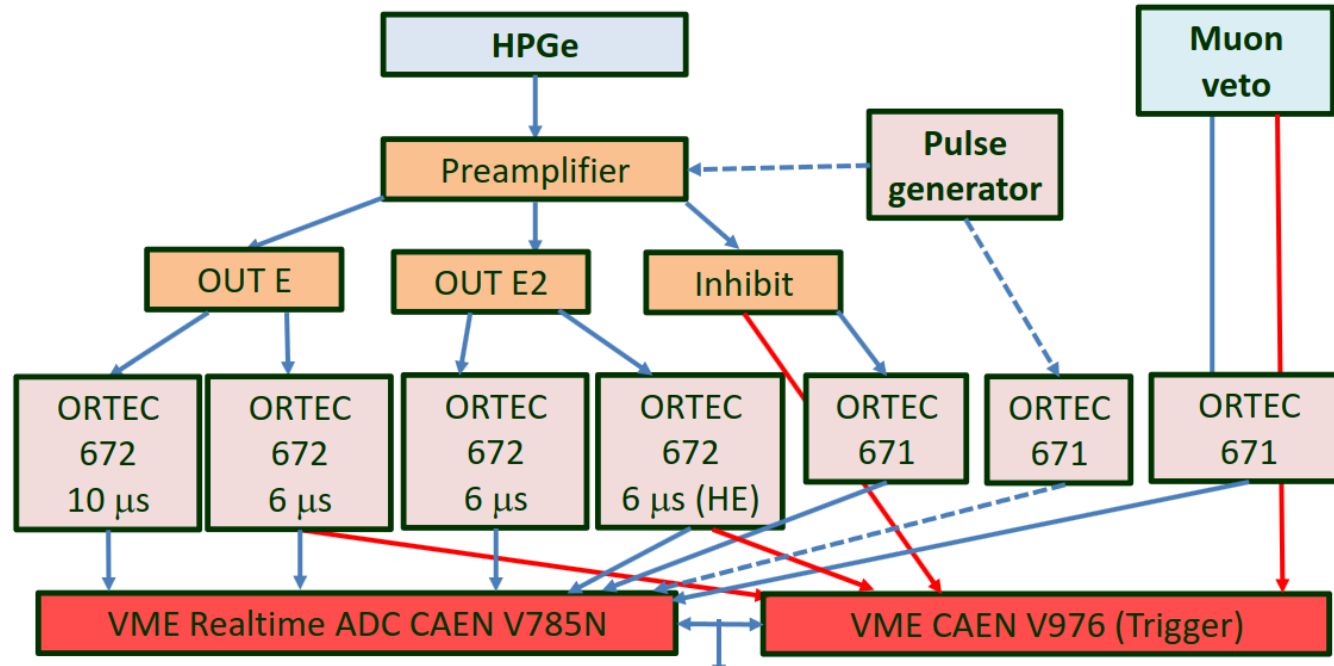 HPGe
Muon
veto
Pulse
generator
Preamplifier
OUT E
OUT E2
Inhibit
ORTEC
672
10 μs
ORTEC
672
6 μs
ORTEC
672
6 μs
ORTEC
672
6 μs (HE)
ORTEC
671
ORTEC
671
ORTEC
671
VME Realtime ADC CAEN V785N
VME CAEN V976 (Trigger)